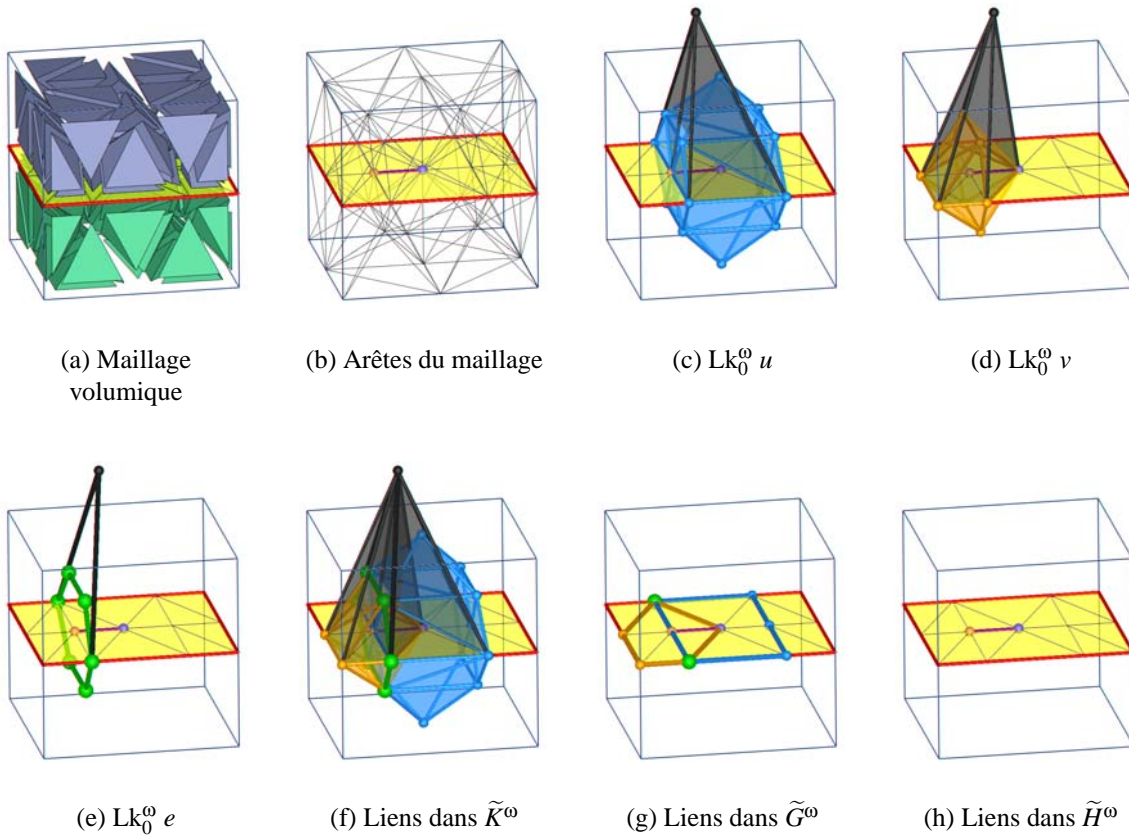 (a) Maillage
volumique
(b) Arêtes du maillage
(c) Lk₀^ω u
(d) Lk₀^ω v
(e) Lk₀^ω e
(f) Liens dans K̃^ω
(g) Liens dans G̃^ω
(h) Liens dans H̃^ω